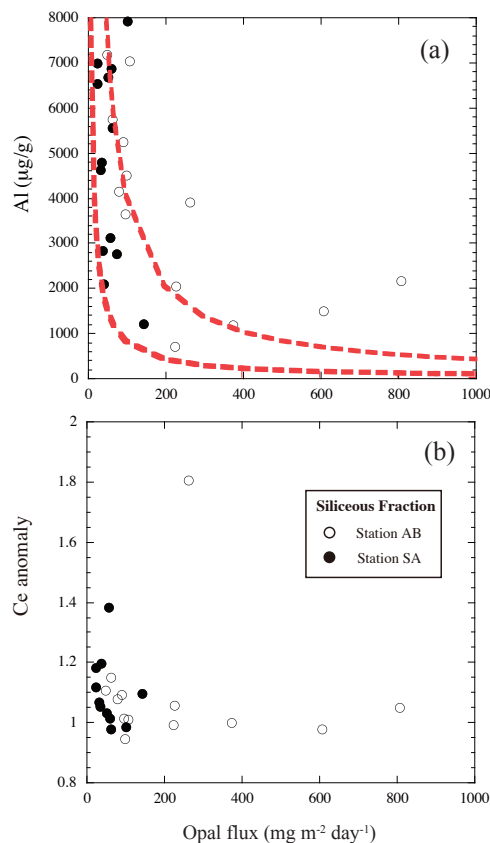 8000
(a)
7000
6000
5000
Al (µg/g)
4000
3000
2000
1000
0
0 200 400 600 800 1000
2
(b)
1.8
Siliceous Fraction
Station AB
1.6
Station SA
Ce anomaly
1.4
1.2
1
0.8
0 200 400 600 800 1000
Opal flux (mg m⁻² day⁻¹)